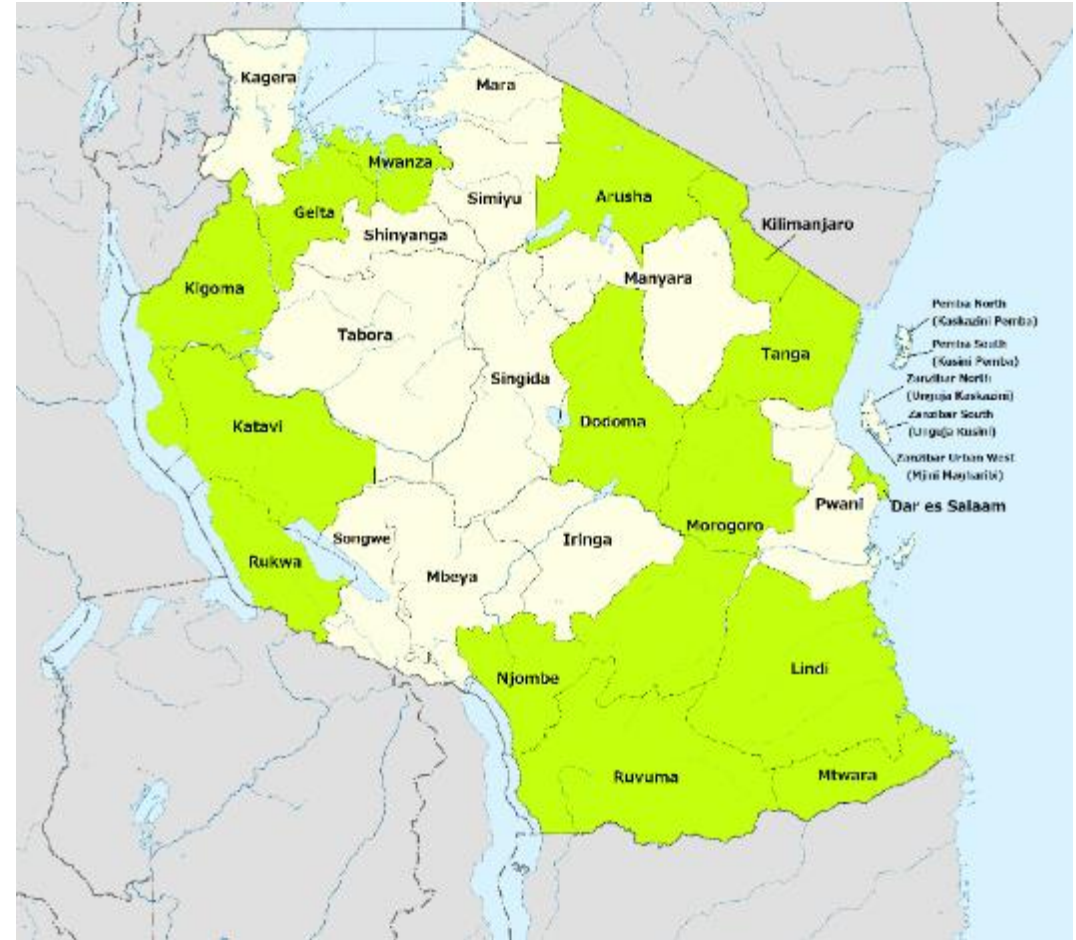 Kagera
Mara
Mwanza
Simiyu
Arusha
Geita
Shinyanga
Kilimanjaro
Kigoma
Manyara
Pemba North
(Kaskazini Pemba)
Tabora
Pemba South
(Kusini Pemba)
Tanga
Singida
Zanzibar North
(Unguja Kaskazini)
Katavi
Dodoma
Zanzibar South
(Unguja Kusini)
Zanzibar Urban West
(Mjini Magharibi)
Pwani
Dar es Salaam
Morogoro
Songwe
Iringa
Rukwa
Mbeya
Njombe
Lindi
Ruvuma
Mtwara